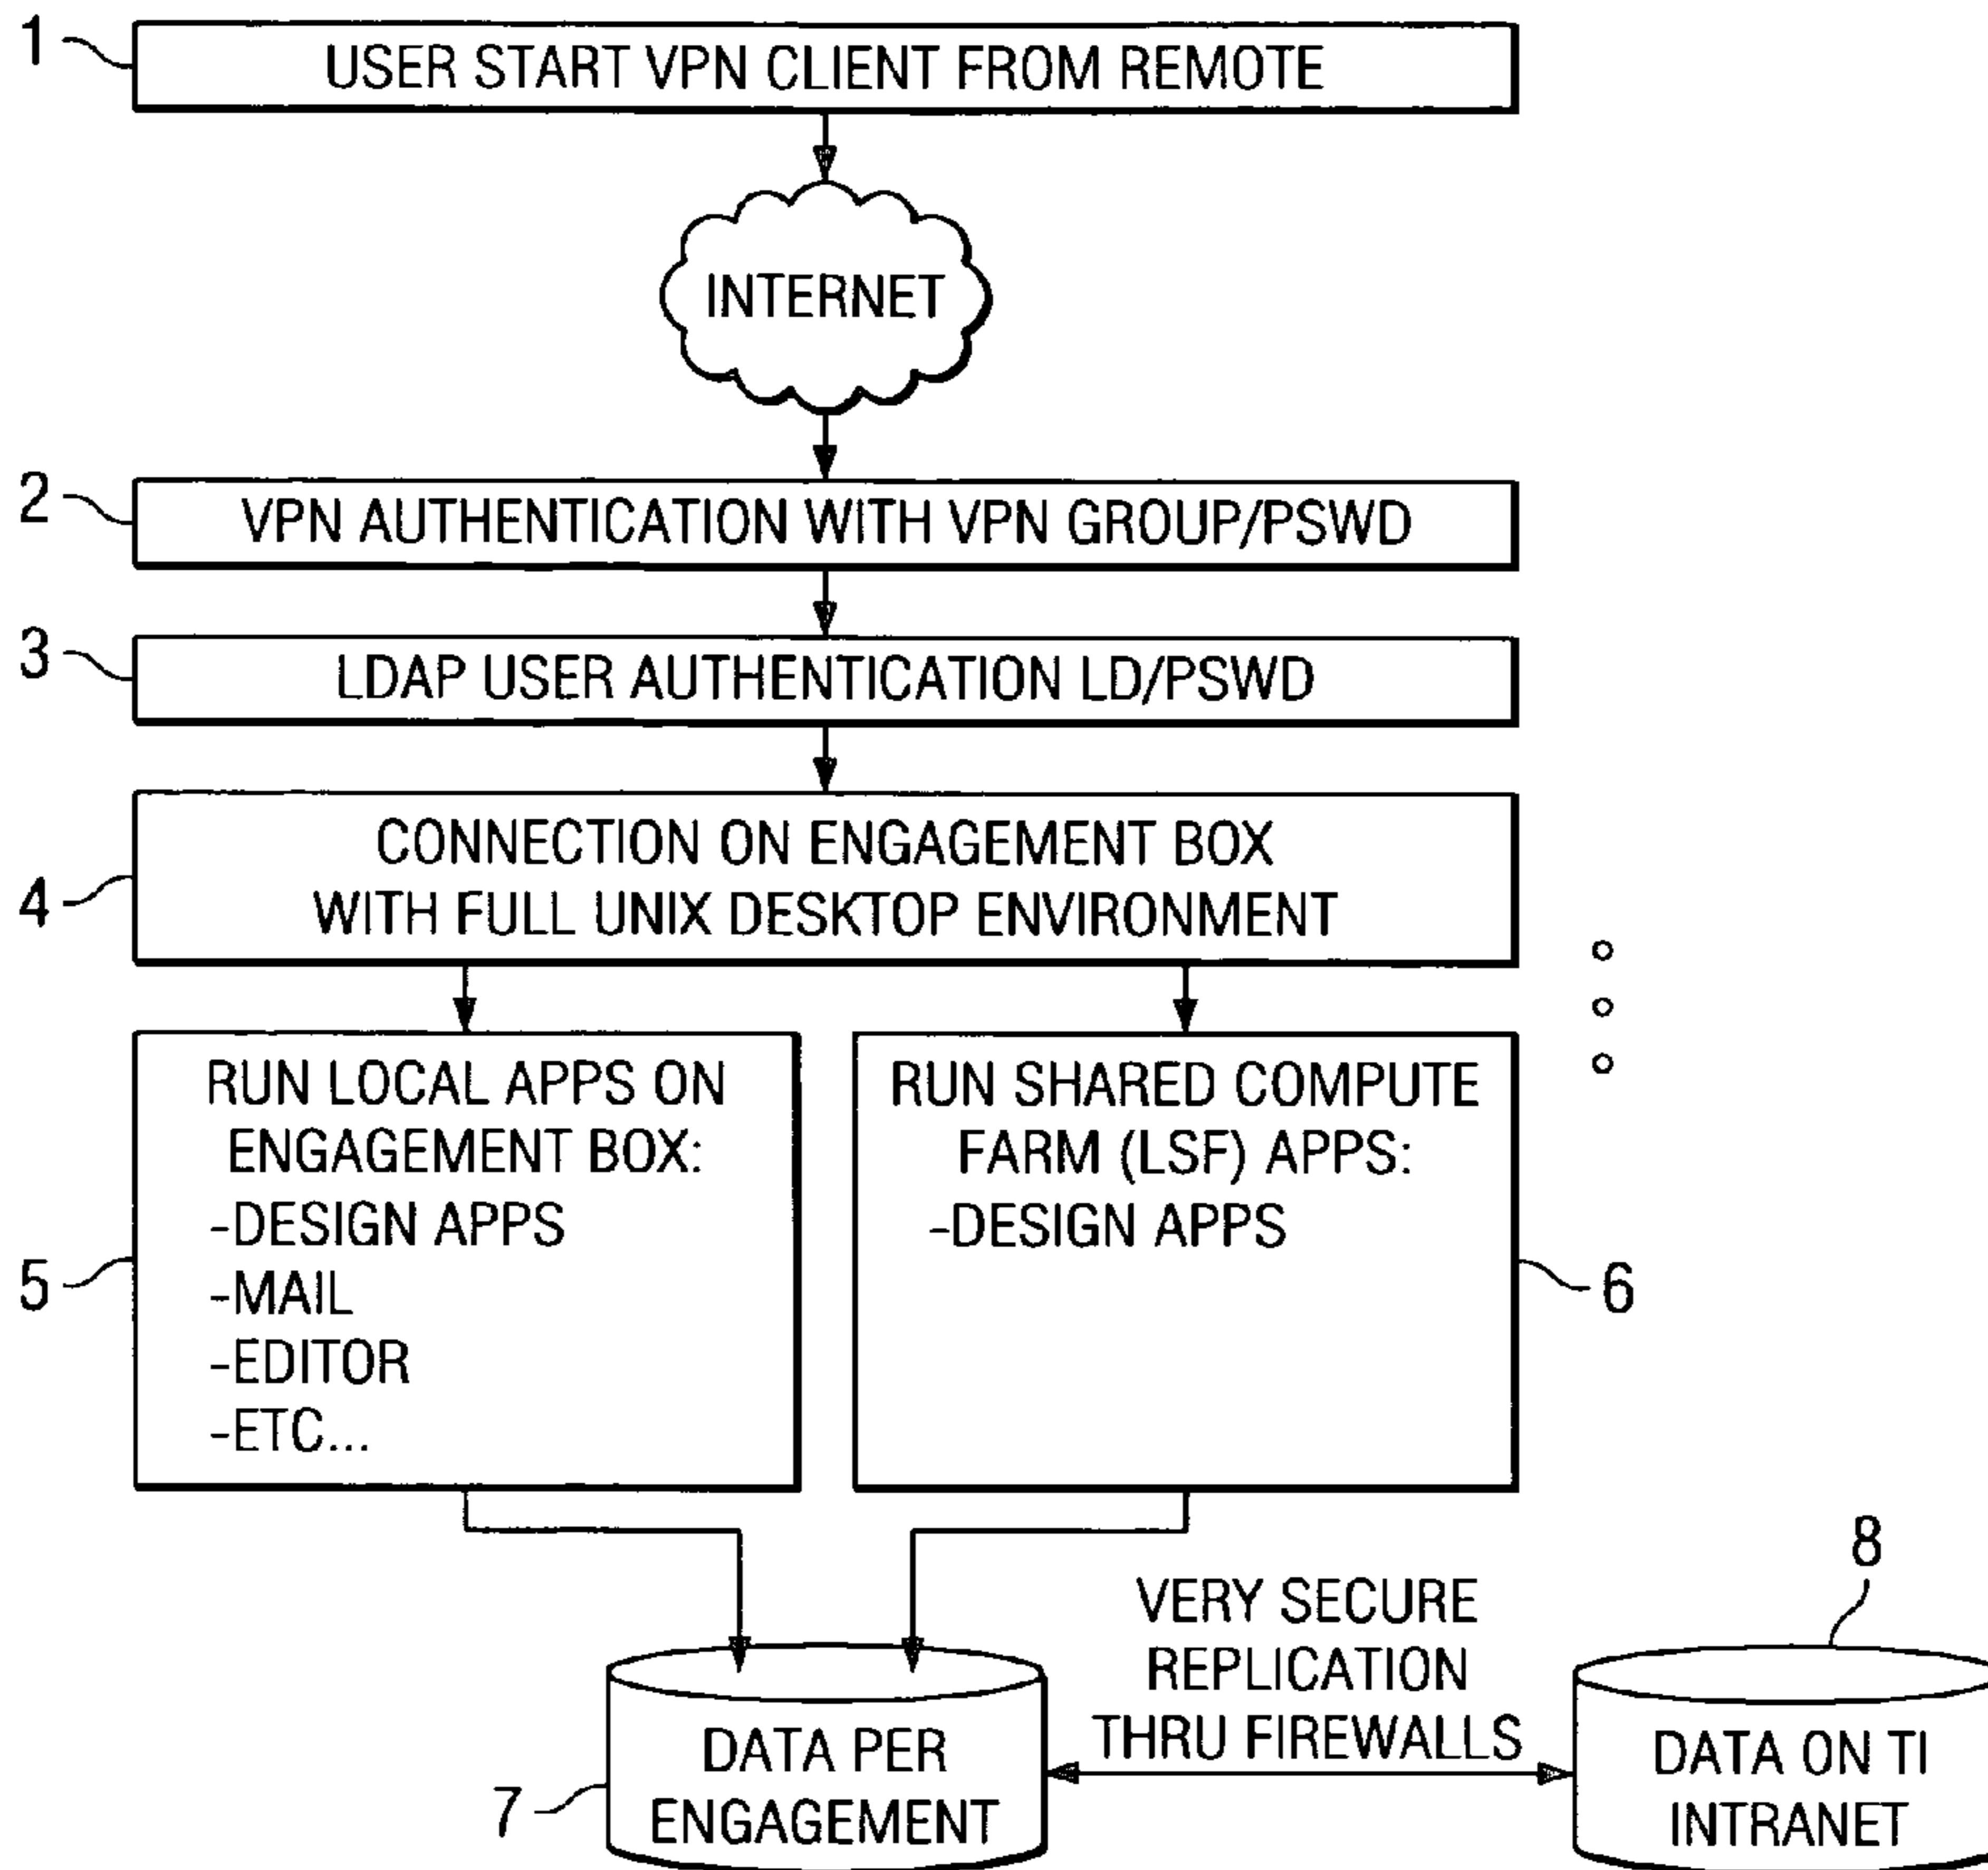 1
USER START VPN CLIENT FROM REMOTE
INTERNET
2
VPN AUTHENTICATION WITH VPN GROUP/PSWD
3
LDAP USER AUTHENTICATION LD/PSWD
4
CONNECTION ON ENGAGEMENT BOX
WITH FULL UNIX DESKTOP ENVIRONMENT
5
RUN LOCAL APPS ON
ENGAGEMENT BOX:
-DESIGN APPS
-MAIL
-EDITOR
-ETC...
RUN SHARED COMPUTE
FARM (LSF) APPS:
-DESIGN APPS
6
7
DATA PER
ENGAGEMENT
VERY SECURE
REPLICATION
THRU FIREWALLS
8
DATA ON TI
INTRANET